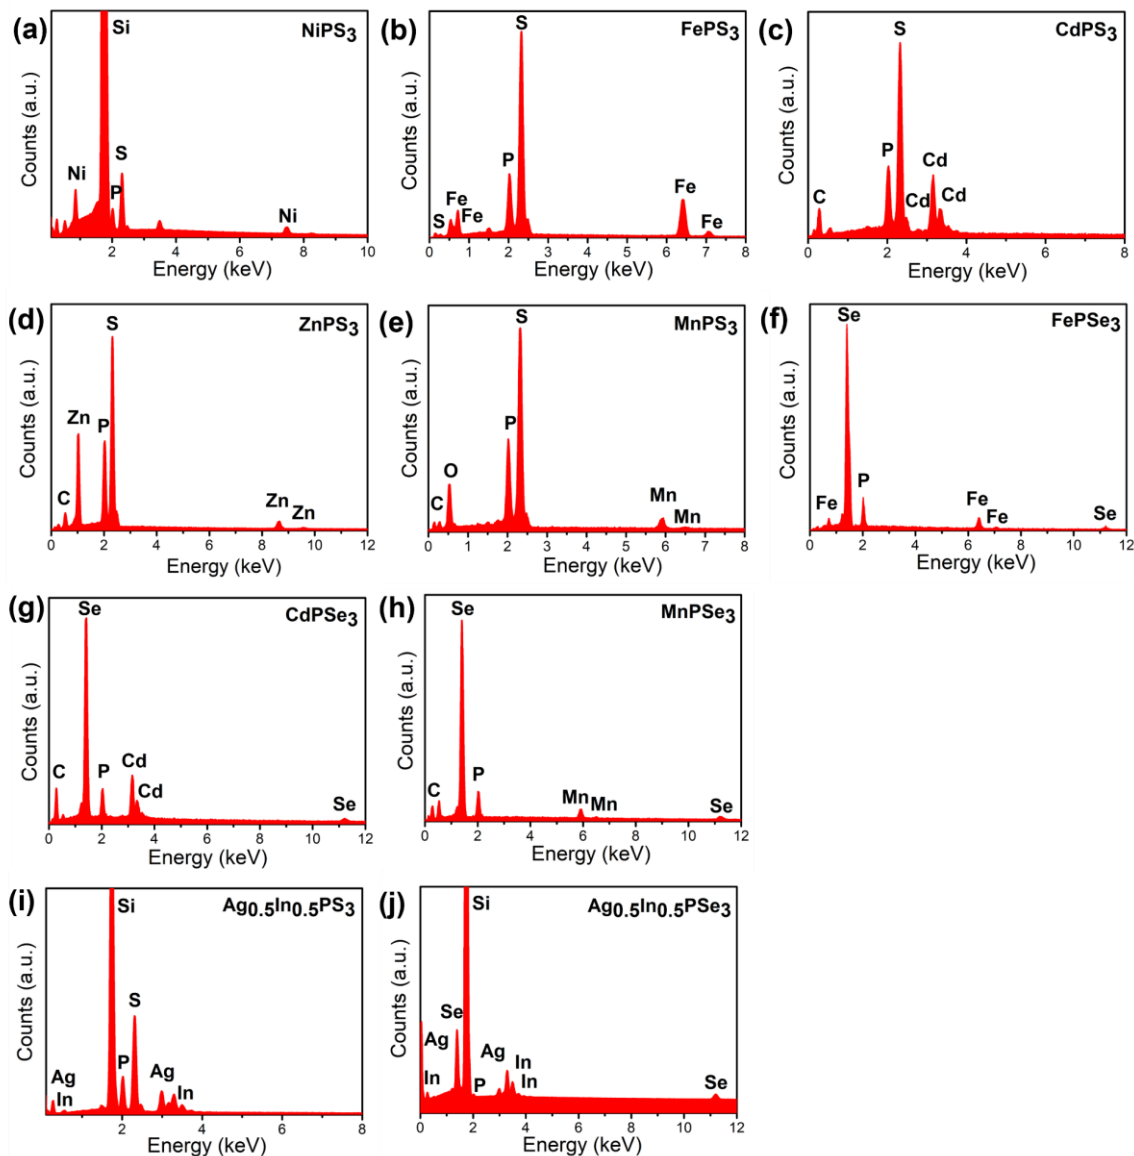 (a) Si NiPS3
Counts (a.u.)
Ni P S Ni
2 4 6 8 10
Energy (keV)
(b) S FePS3
Counts (a.u.)
S Fe Fe P Fe Fe
0 1 2 3 4 5 6 7 8
Energy (keV)
(c) S CdPS3
Counts (a.u.)
C P Cd Cd Cd
0 2 4 6 8
Energy (keV)
(d) S ZnPS3
Counts (a.u.)
C Zn P Zn Zn
0 2 4 6 8 10 12
Energy (keV)
(e) S MnPS3
Counts (a.u.)
C O P Mn Mn
0 1 2 3 4 5 6 7 8
Energy (keV)
(f) Se FePSe3
Counts (a.u.)
Fe P Fe Fe Se
0 2 4 6 8 10 12
Energy (keV)
(g) Se CdPSe3
Counts (a.u.)
C P Cd Cd Se
0 2 4 6 8 10 12
Energy (keV)
(h) Se MnPSe3
Counts (a.u.)
C P Mn Mn Se
0 2 4 6 8 10 12
Energy (keV)
(i) Si Ag0.5In0.5PS3
Counts (a.u.)
Ag In P S Ag In
2 4 6 8
Energy (keV)
(j) Si Ag0.5In0.5PSe3
Counts (a.u.)
Ag In Se P Ag In In Se
0 2 4 6 8 10 12
Energy (keV)